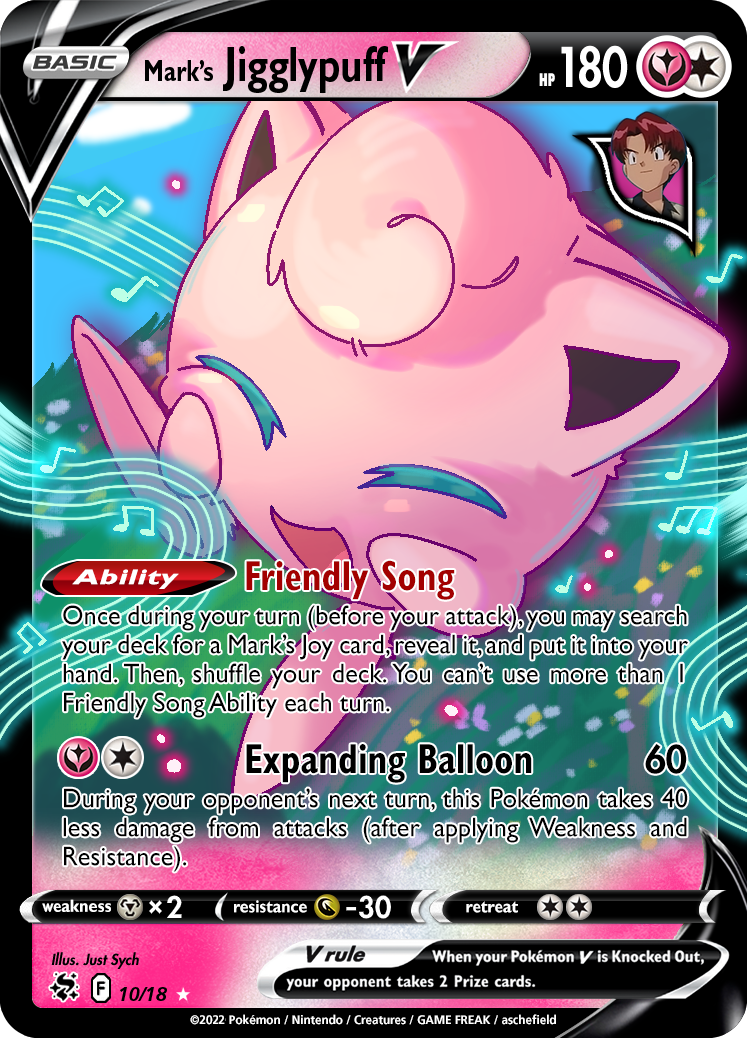 BASIC
Mark's Jigglypuff V HP 180
Ability Friendly Song
Once during your turn (before your attack), you may search
your deck for a Mark's Joy card, reveal it, and put it into your
hand. Then, shuffle your deck. You can't use more than 1
Friendly Song Ability each turn.
Expanding Balloon 60
During your opponent's next turn, this Pokémon takes 40
less damage from attacks (after applying Weakness and
Resistance).
weakness ×2 resistance -30 retreat
Illus. Just Sych
V rule When your Pokémon V is Knocked Out,
your opponent takes 2 Prize cards.
S F 10/18
©2022 Pokémon / Nintendo / Creatures / GAME FREAK / aschefield